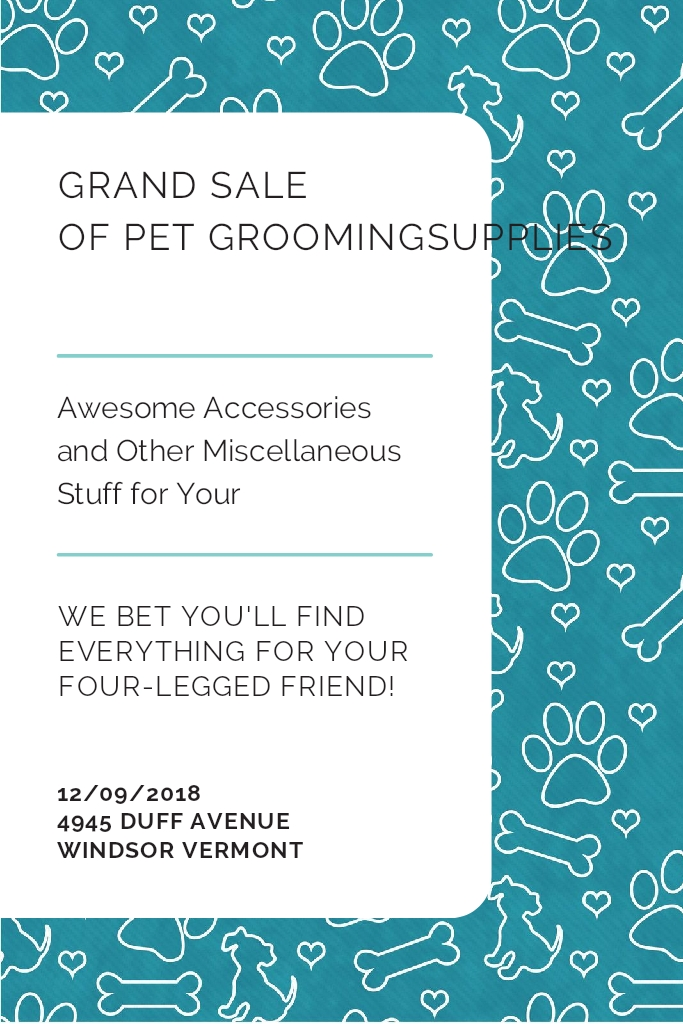 GRAND SALE
OF PET GROOMINGSUPPLIES
Awesome Accessories
and Other Miscellaneous
Stuff for Your
WE BET YOU'LL FIND
EVERYTHING FOR YOUR
FOUR-LEGGED FRIEND!
12/09/2018
4945 DUFF AVENUE
WINDSOR VERMONT